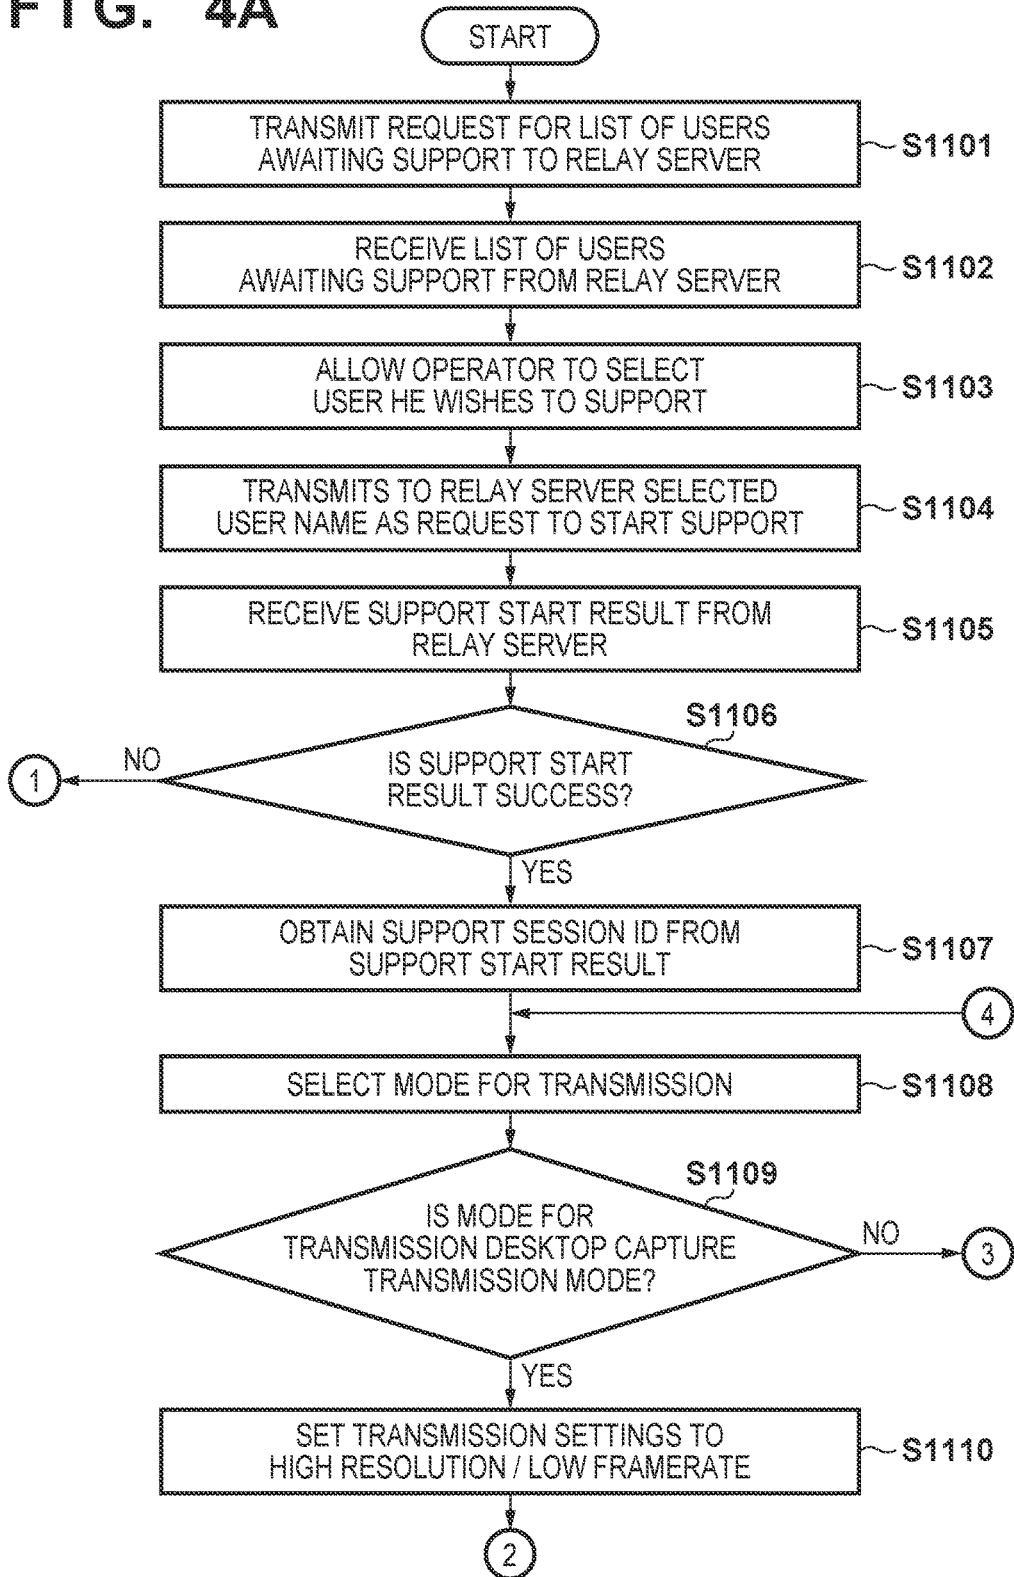 FIG. 4A
START
TRANSMIT REQUEST FOR LIST OF USERS
AWAITING SUPPORT TO RELAY SERVER
S1101
RECEIVE LIST OF USERS
AWAITING SUPPORT FROM RELAY SERVER
S1102
ALLOW OPERATOR TO SELECT
USER HE WISHES TO SUPPORT
S1103
TRANSMITS TO RELAY SERVER SELECTED
USER NAME AS REQUEST TO START SUPPORT
S1104
RECEIVE SUPPORT START RESULT FROM
RELAY SERVER
S1105
S1106
NO
1
IS SUPPORT START
RESULT SUCCESS?
YES
OBTAIN SUPPORT SESSION ID FROM
SUPPORT START RESULT
S1107
4
SELECT MODE FOR TRANSMISSION
S1108
S1109
IS MODE FOR
TRANSMISSION DESKTOP CAPTURE
TRANSMISSION MODE?
NO
3
YES
SET TRANSMISSION SETTINGS TO
HIGH RESOLUTION / LOW FRAMERATE
S1110
2